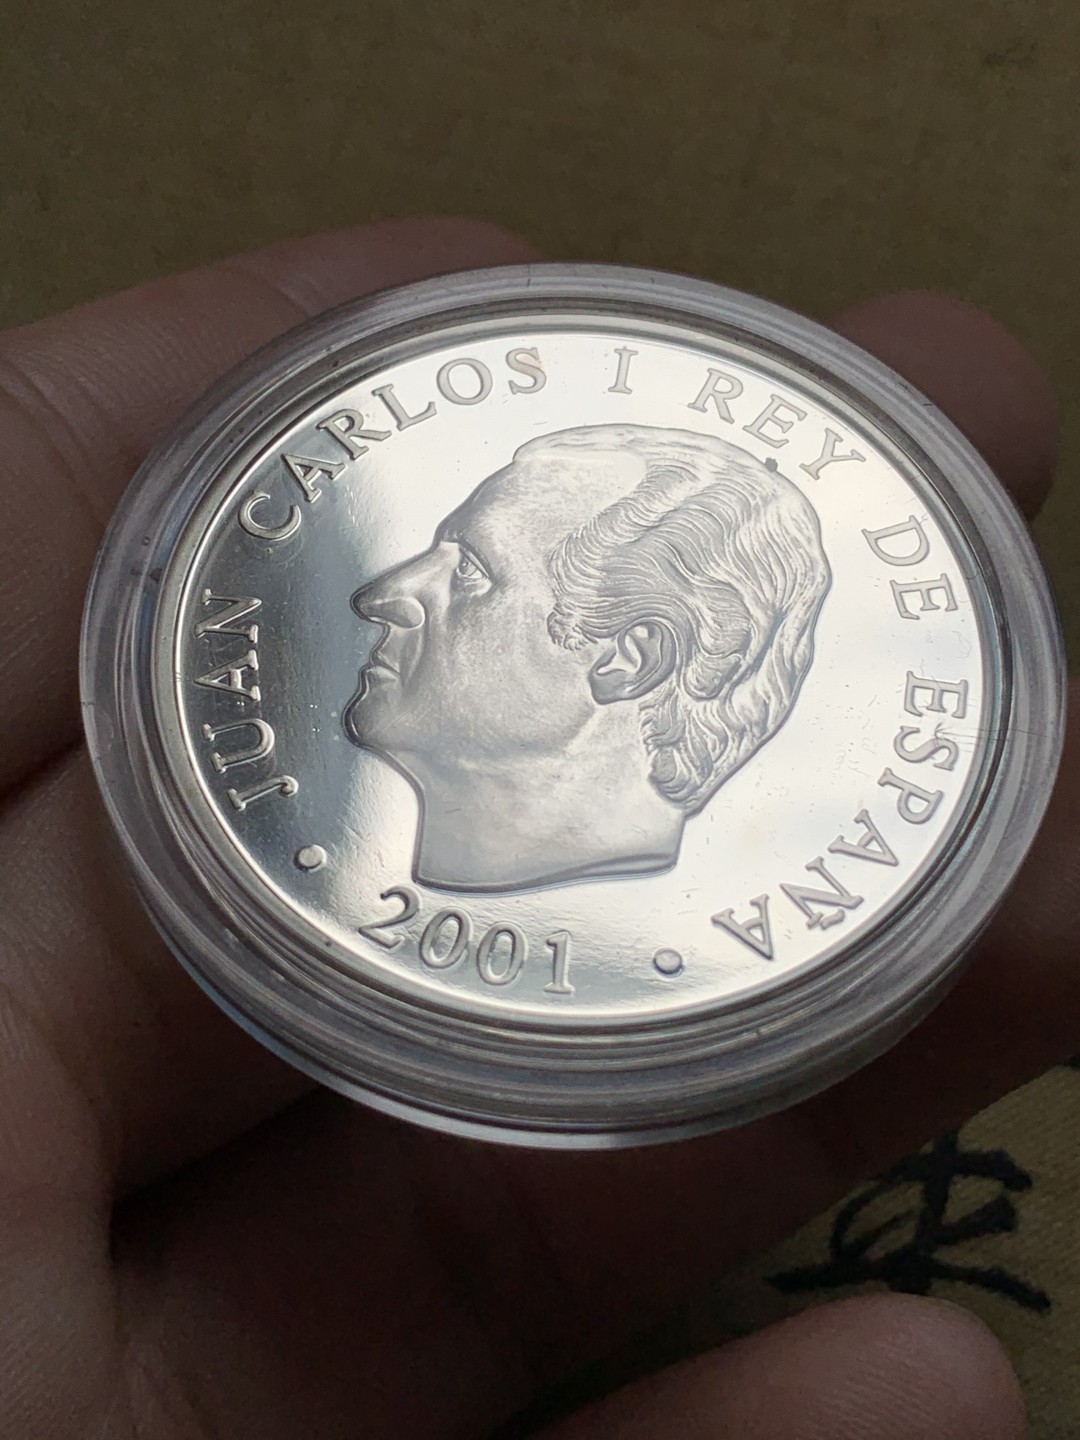 JUAN CARLOS I REY DE ESPAÑA
• 2001 •